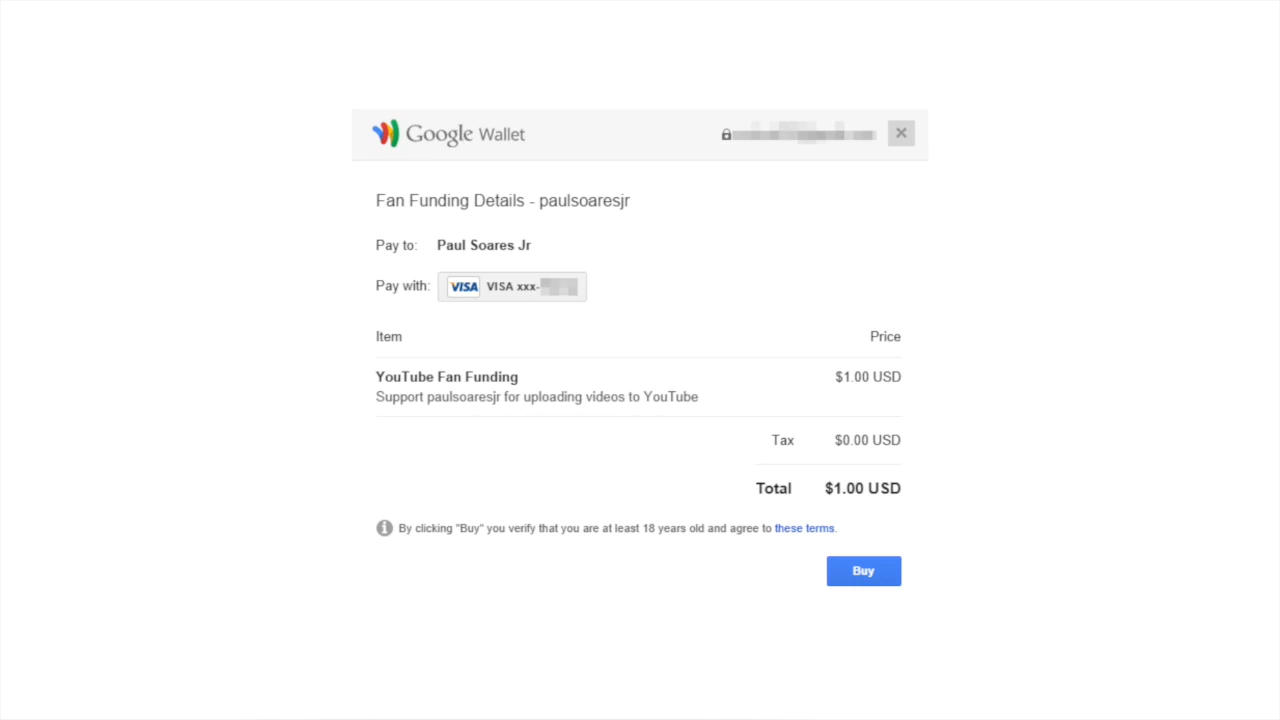 Google Wallet
Fan Funding Details - paulsoaresjr
Pay to: Paul Soares Jr
Pay with: VISA VISA xxx-
Item Price
YouTube Fan Funding $1.00 USD
Support paulsoaresjr for uploading videos to YouTube
Tax $0.00 USD
Total $1.00 USD
By clicking "Buy" you verify that you are at least 18 years old and agree to these terms.
Buy